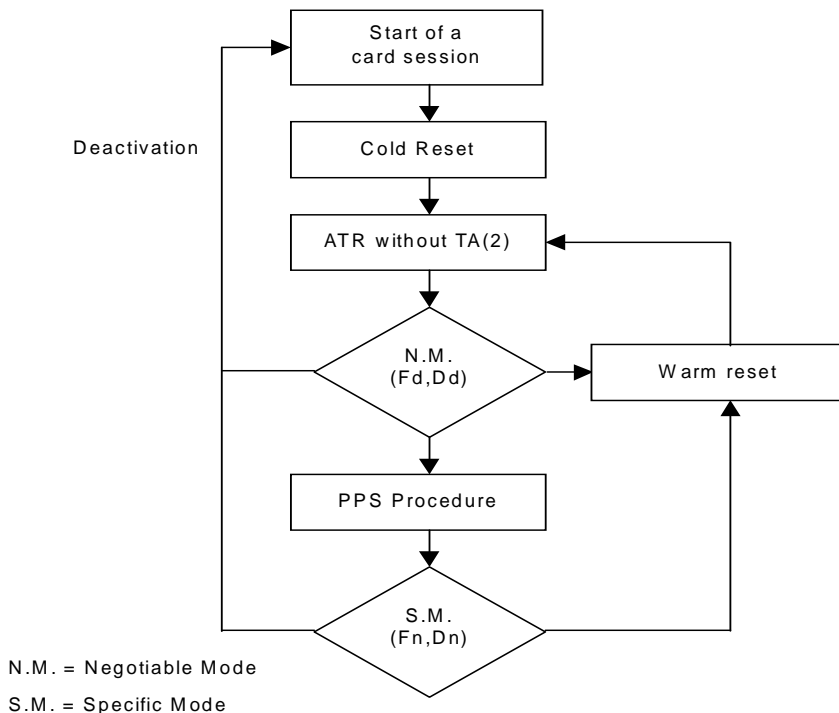 Start of a
card session
Deactivation
Cold Reset
ATR without TA(2)
N.M.
(Fd,Dd)
Warm reset
PPS Procedure
S.M.
(Fn,Dn)
N.M. = Negotiable Mode
S.M. = Specific Mode